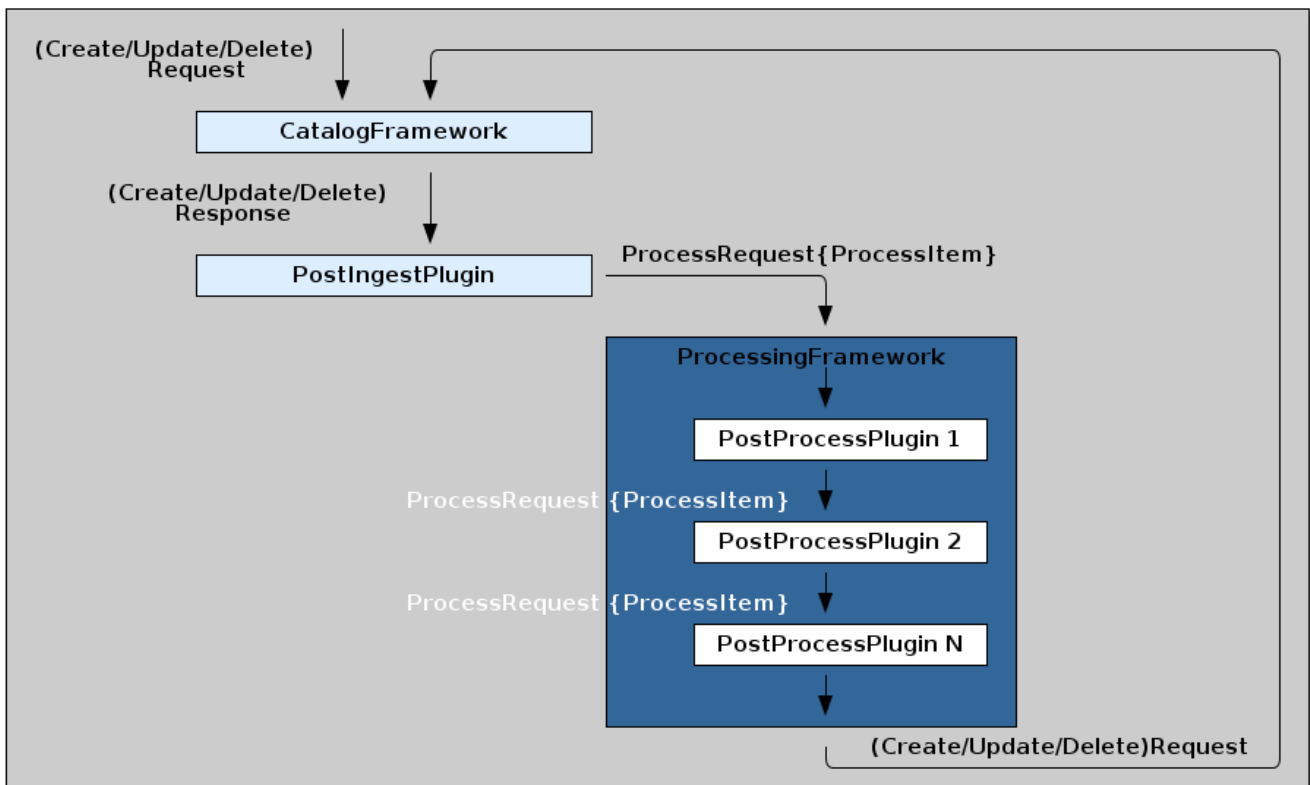 (Create/Update/Delete)
Request
CatalogFramework
(Create/Update/Delete)
Response
PostIngestPlugin
ProcessRequest{ProcessItem}
ProcessingFramework
PostProcessPlugin 1
ProcessRequest {ProcessItem}
PostProcessPlugin 2
ProcessRequest {ProcessItem}
PostProcessPlugin N
(Create/Update/Delete)Request